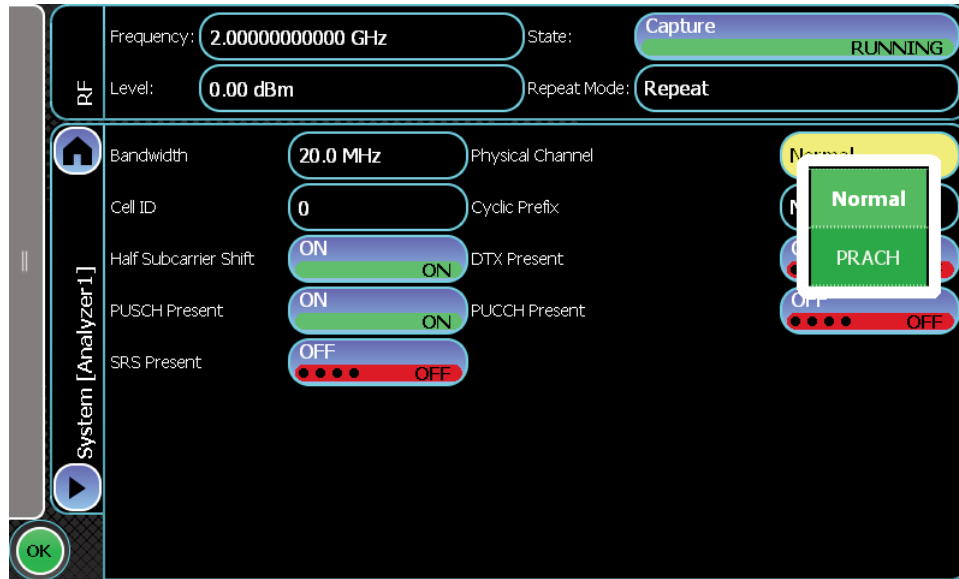 Frequency: 2.00000000000 GHz State: Capture RUNNING
RF
Level: 0.00 dBm Repeat Mode: Repeat
System [Analyzer1]
Bandwidth 20.0 MHz Physical Channel Normal
Cell ID 0 Cyclic Prefix
Normal
PRACH
Half Subcarrier Shift ON ON DTX Present
PUSCH Present ON ON PUCCH Present OFF OFF
SRS Present OFF OFF
OK